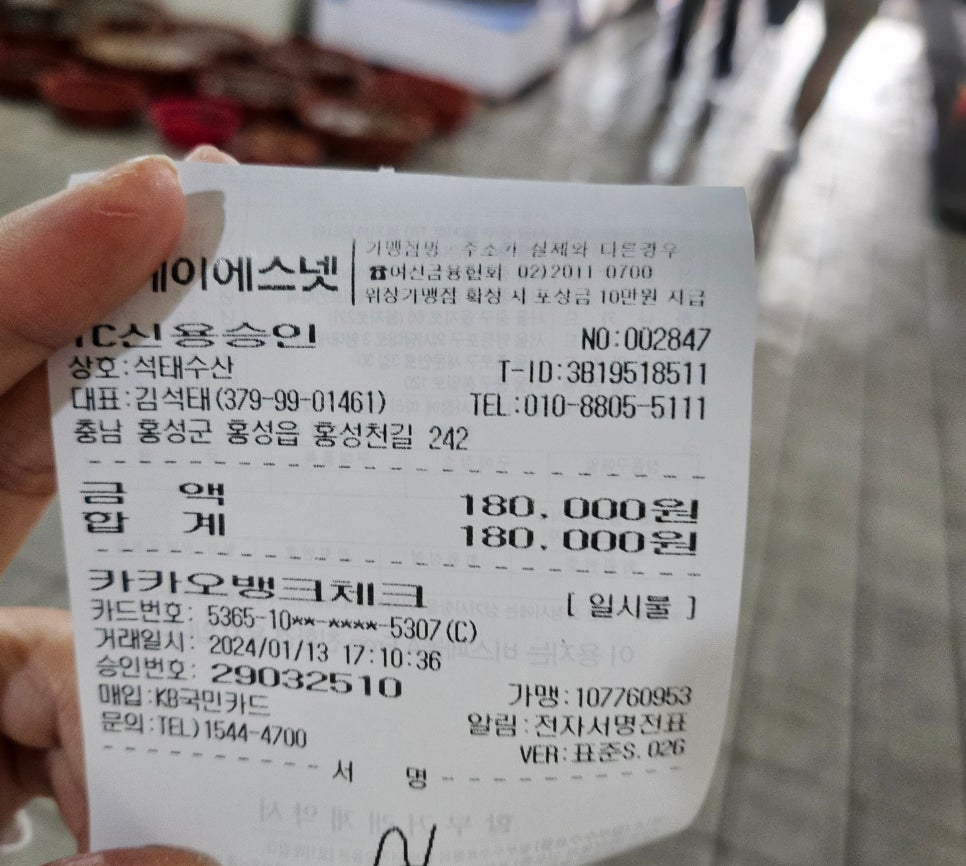 케이에스넷
가맹점명 주소가 실제와 다른경우
☎여신금융협회 02)2011 0700
위장가맹점 확정 시 포상금 10만원 지급
IC신용승인 NO:002847
상호:석태수산 T-ID:3B19518511
대표:김석태(379-99-01461) TEL:010-8805-5111
충남 홍성군 홍성읍 홍성천길 242
금 액 180,000원
합 계 180,000원
카카오뱅크체크 [ 일시불 ]
카드번호: 5365-10**-****-5307(C)
거래일시: 2024/01/13 17:10:36
승인번호: 29032510 가맹:107760953
매입:KB국민카드 알림:전자서명전표
문의:TEL)1544-4700 VER:표준S.026
서 명